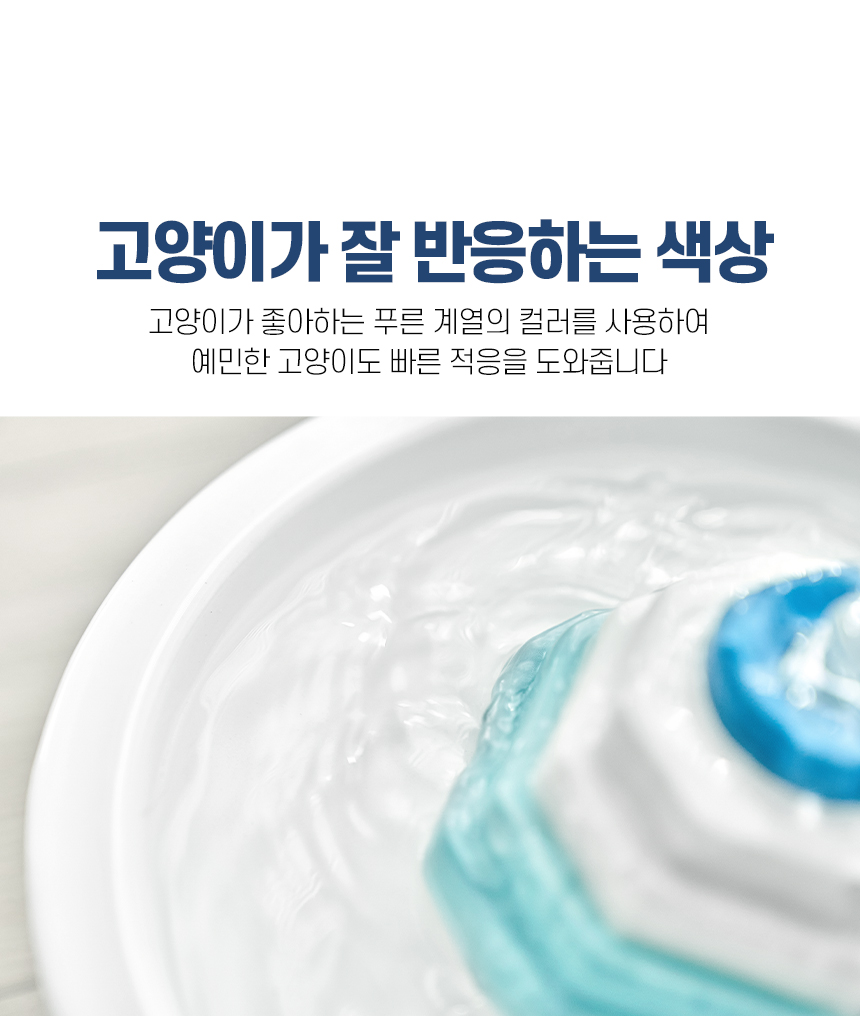 고양이가 잘 반응하는 색상
고양이가 좋아하는 푸른 계열의 컬러를 사용하여
예민한 고양이도 빠른 적응을 도와줍니다